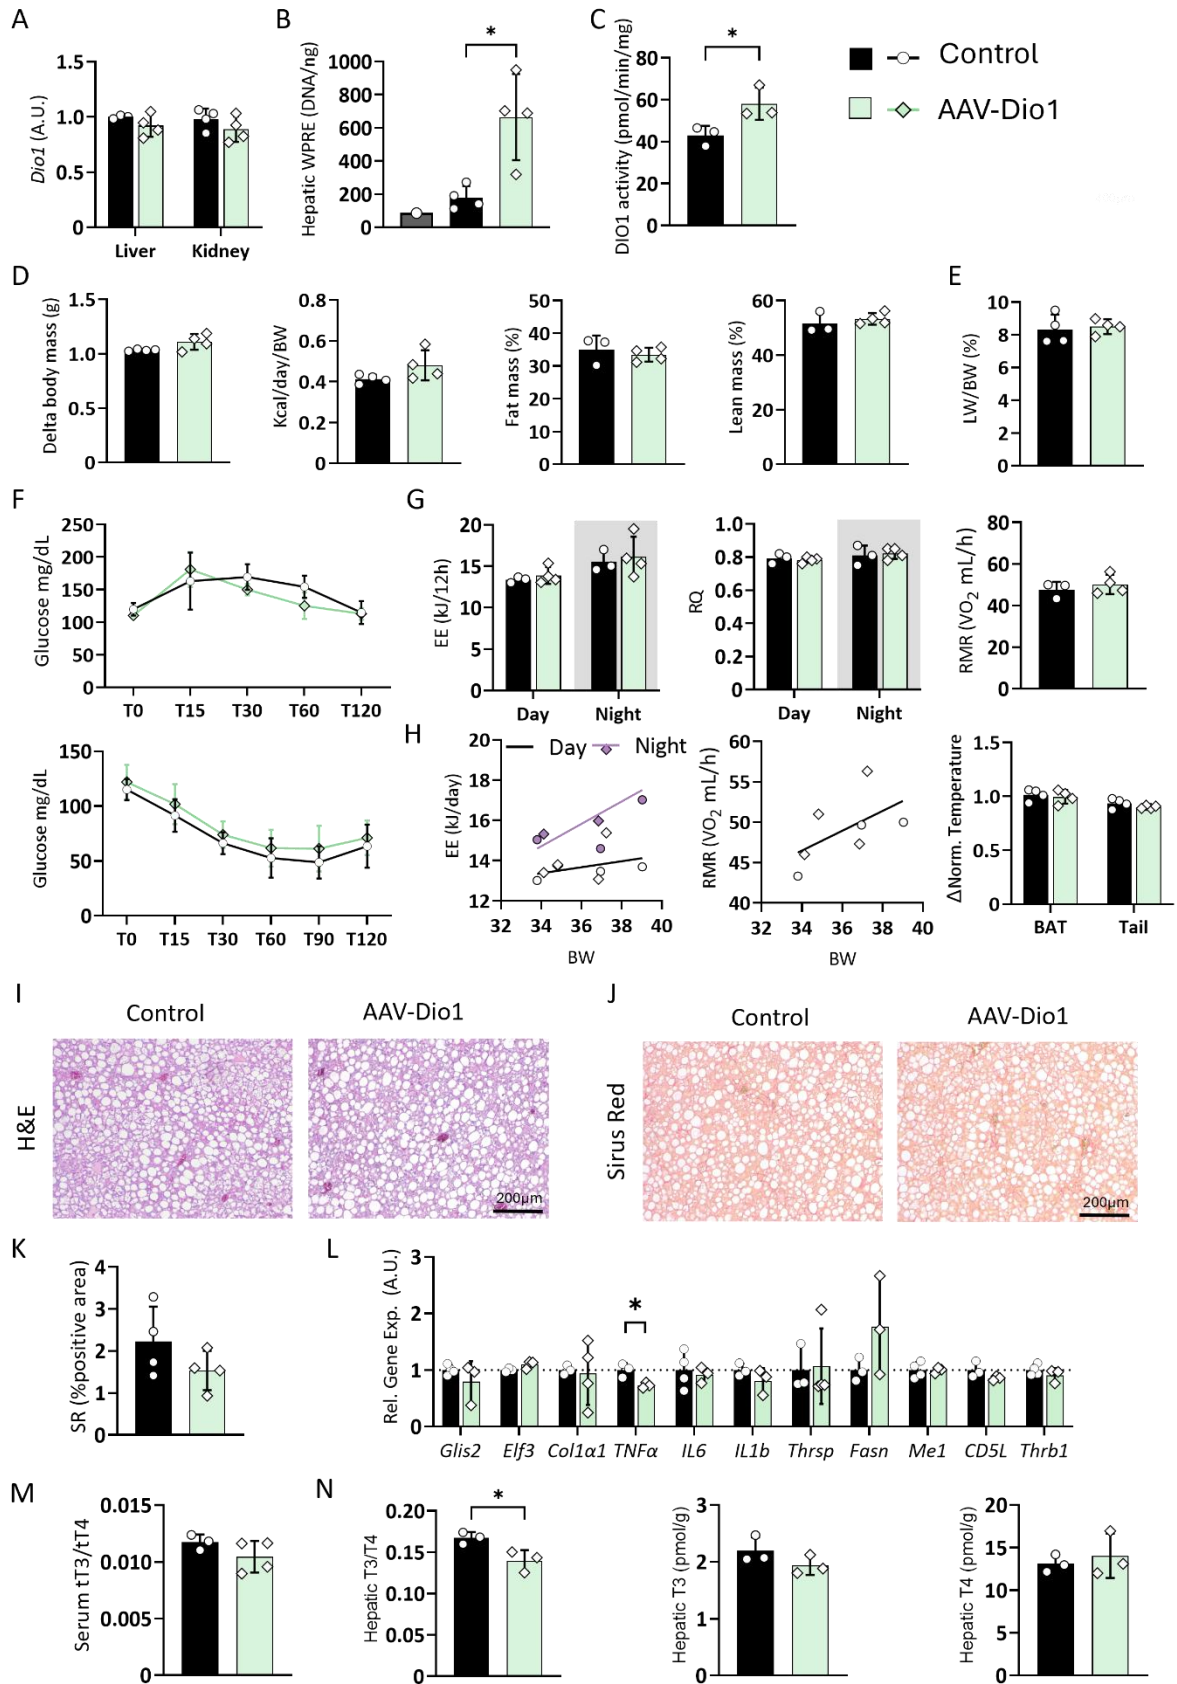 A
B
C
Control
AAV-Dio1
Dio1 (A.U.)
1.5
1.0
0.5
0
Liver
Kidney
Hepatic WPRE (DNA/ng)
1000
800
600
400
200
0
*
DIO1 activity (pmol/min/mg)
80
60
40
20
0
*
D
E
Delta body mass (g)
1.5
1.0
0.5
0
Kcal/day/BW
0.8
0.6
0.4
0.2
0
Fat mass (%)
50
40
30
20
10
0
Lean mass (%)
60
40
20
0
LW/BW (%)
10
8
6
4
2
0
F
G
Glucose mg/dL
250
200
150
100
50
0
T0
T15
T30
T60
T120
EE (kJ/12h)
20
15
10
5
0
Day
Night
RQ
1.0
0.8
0.6
0.4
0.2
0
Day
Night
RMR (VO2 mL/h)
80
60
40
20
0
Glucose mg/dL
150
100
50
0
T0
T15
T30
T60
T90
T120
H
Day
Night
EE (kJ/day)
20
18
16
14
12
32
34
36
38
40
BW
RMR (VO2 mL/h)
60
55
50
45
40
32
34
36
38
40
BW
ΔNorm. Temperature
1.5
1.0
0.5
0
BAT
Tail
I
J
Control
AAV-Dio1
H&E
200µm
Control
AAV-Dio1
Sirus Red
200µm
K
L
SR (%positive area)
4
3
2
1
0
Rel. Gene Exp. (A.U.)
3
2
1
0
*
Glis2
Elf3
Col1α1
TNFα
IL6
IL1b
Thrsp
Fasn
Me1
CD5L
Thrb1
M
N
Serum tT3/tT4
0.015
0.010
0.005
0
Hepatic T3/T4
0.20
0.15
0.10
0.05
0
*
Hepatic T3 (pmol/g)
3
2
1
0
Hepatic T4 (pmol/g)
20
15
10
5
0